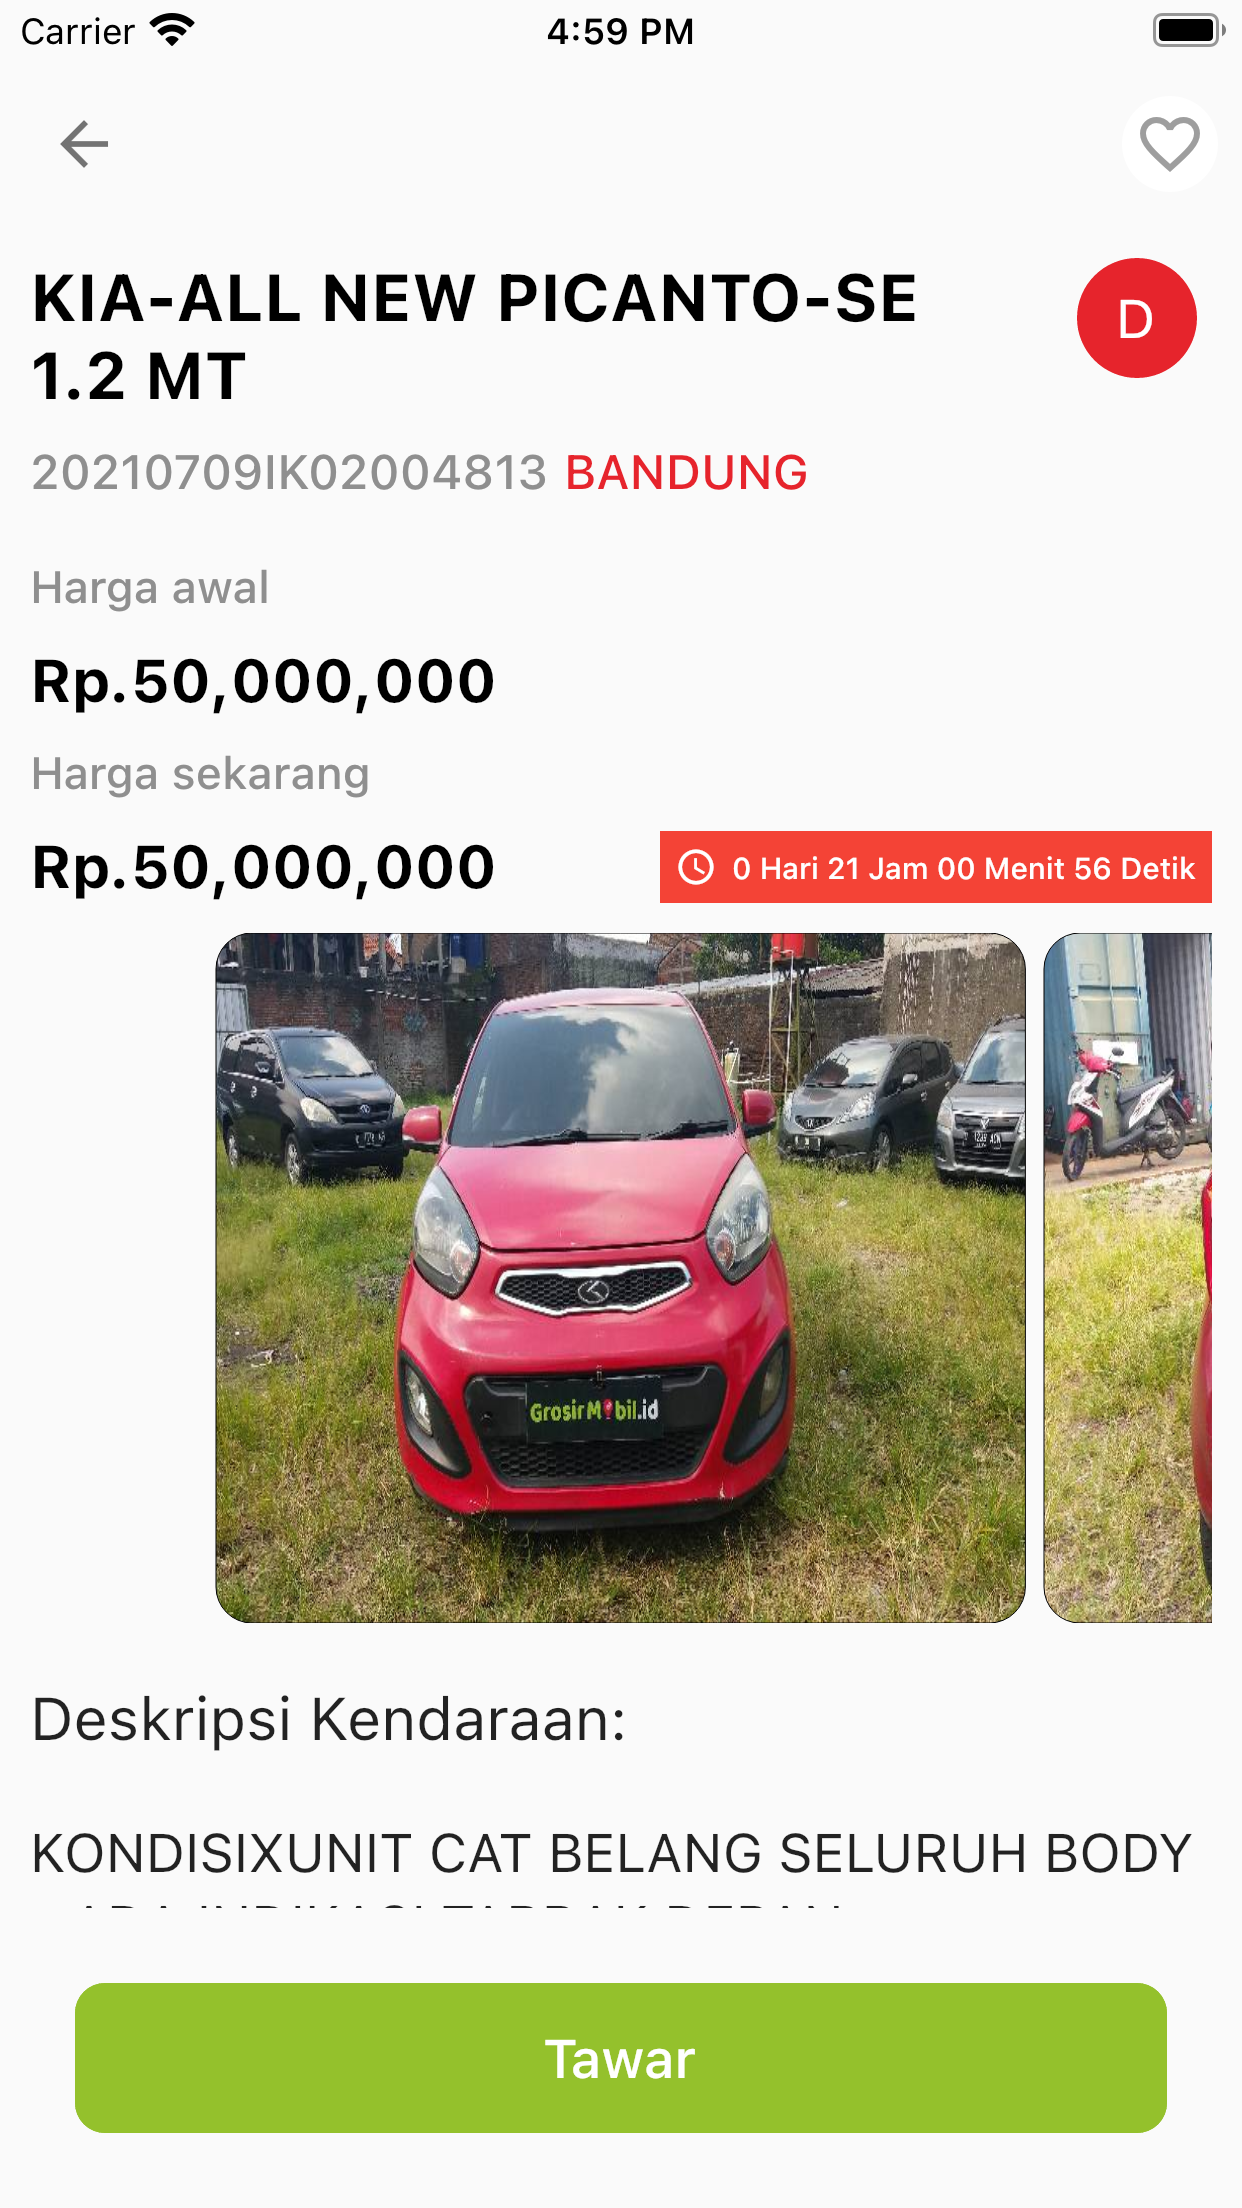 Carrier 4:59 PM
KIA-ALL NEW PICANTO-SE
1.2 MT
D
20210709IK02004813 BANDUNG
Harga awal
Rp.50,000,000
Harga sekarang
Rp.50,000,000
0 Hari 21 Jam 00 Menit 56 Detik
GrosirMobil.id
Deskripsi Kendaraan:
KONDISIXUNIT CAT BELANG SELURUH BODY
Tawar